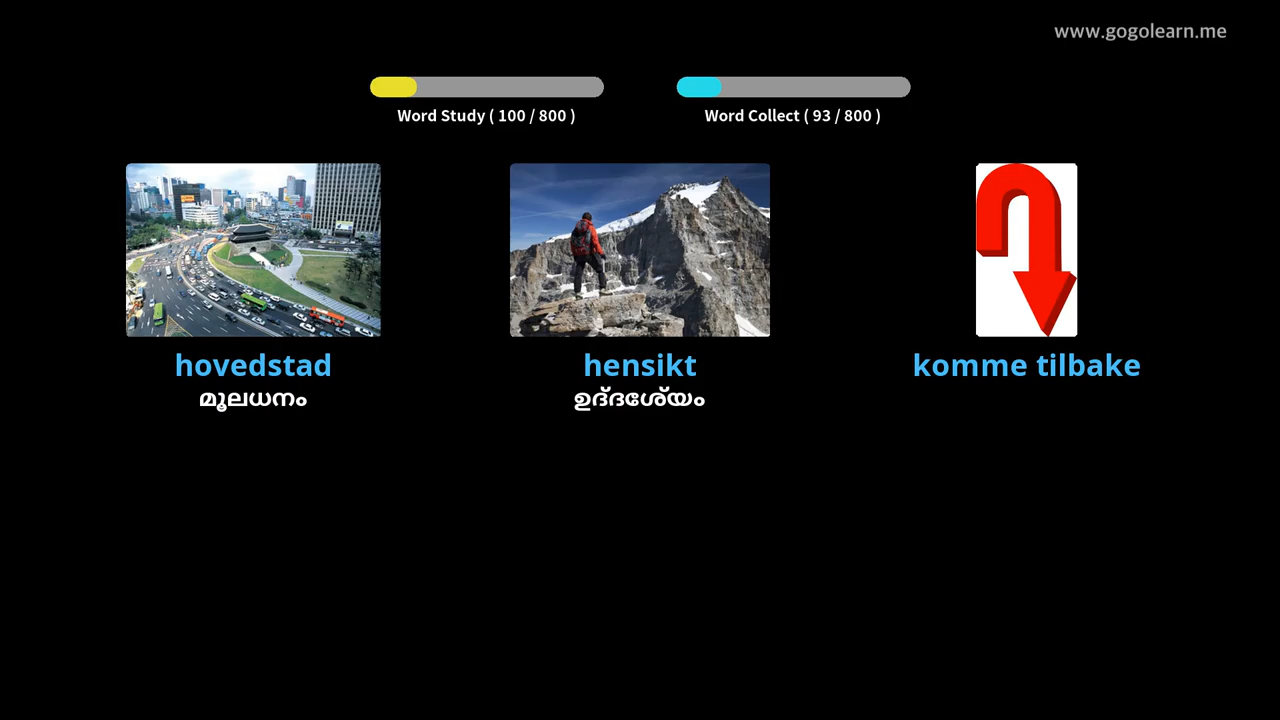 www.gogolearn.me
Word Study ( 100 / 800 )
Word Collect ( 93 / 800 )
hovedstad
മൂലധനം
hensikt
ഉദ്ദേശ്യം
komme tilbake